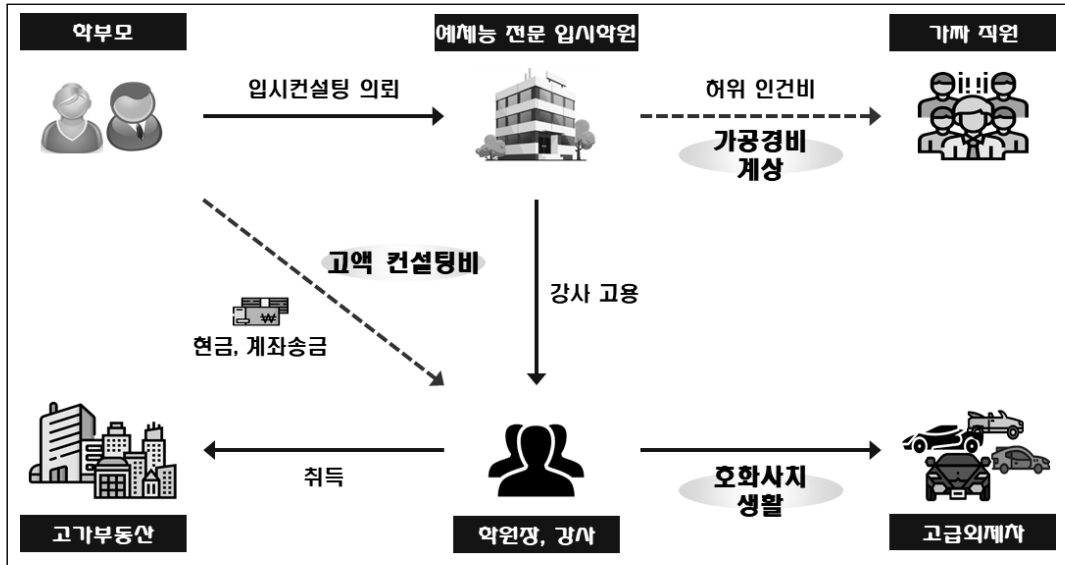 학부모
예체능 전문 입시학원
가짜 직원
입시컨설팅 의뢰
허위 인건비
가공경비
계상
고액 컨설팅비
강사 고용
₩
현금, 계좌송금
취득
호화사치
생활
고가부동산
학원장, 강사
고급외제차